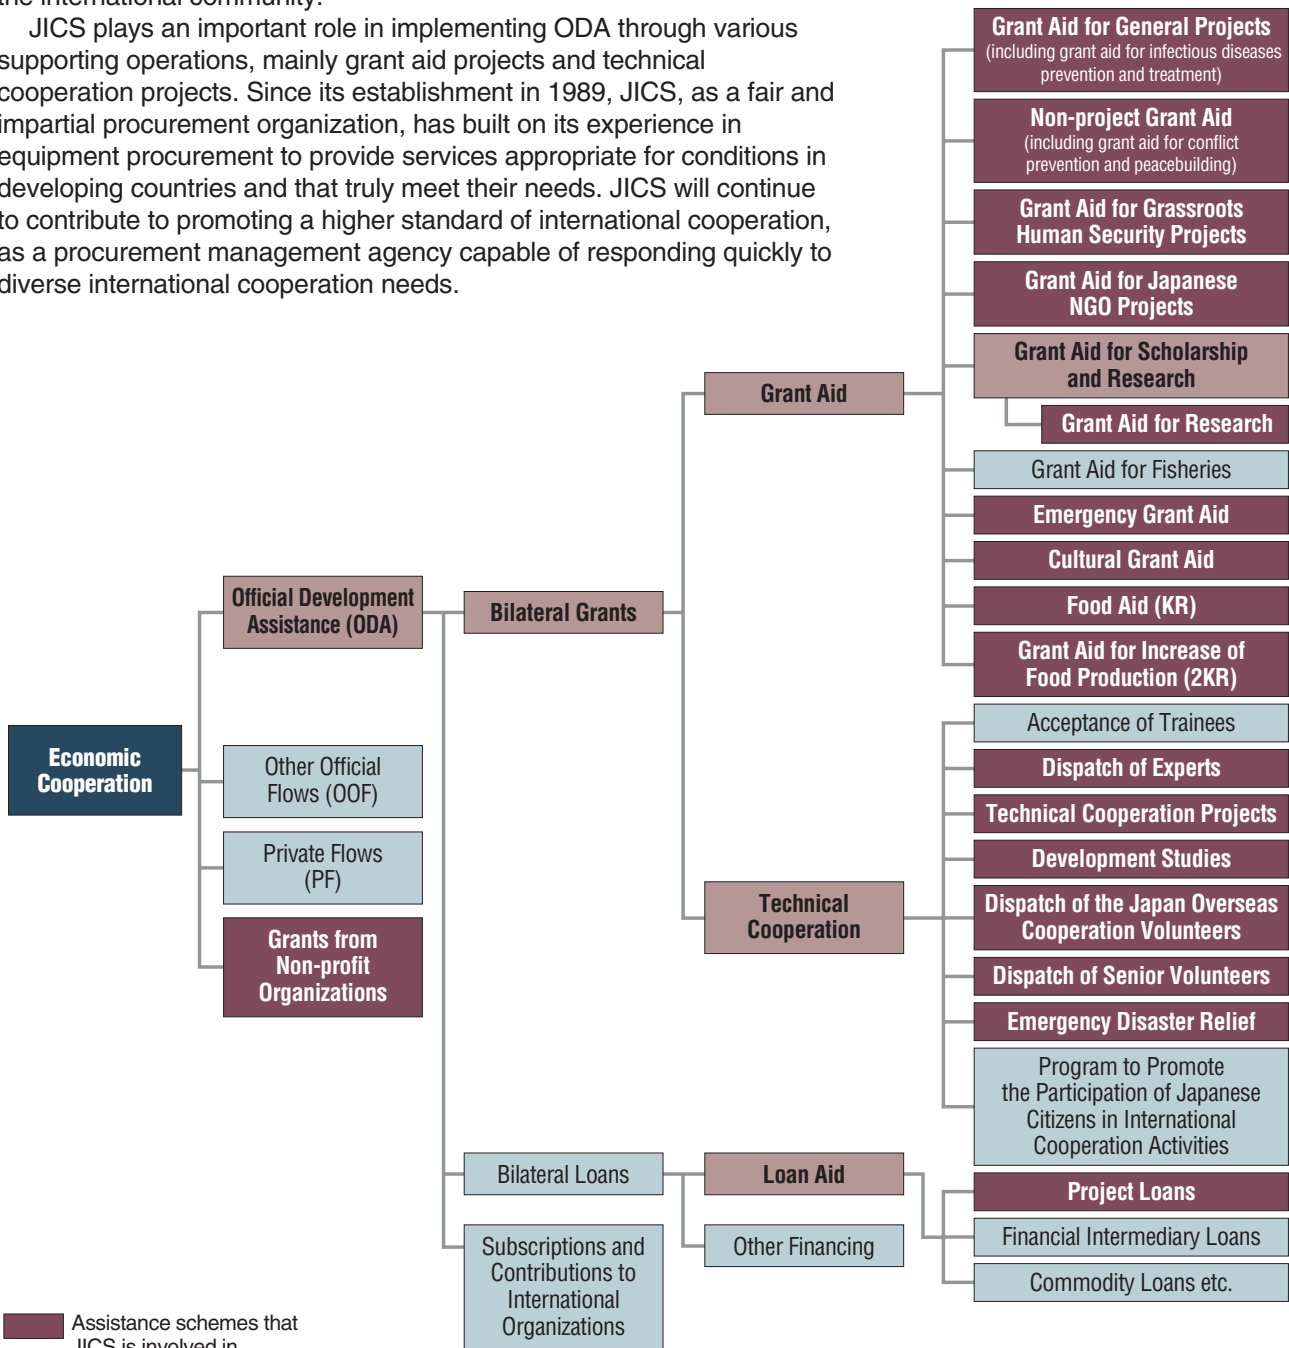 the international community.
JICS plays an important role in implementing ODA through various
supporting operations, mainly grant aid projects and technical
cooperation projects. Since its establishment in 1989, JICS, as a fair and
impartial procurement organization, has built on its experience in
equipment procurement to provide services appropriate for conditions in
developing countries and that truly meet their needs. JICS will continue
to contribute to promoting a higher standard of international cooperation,
as a procurement management agency capable of responding quickly to
diverse international cooperation needs.
Economic
Cooperation
Official Development
Assistance (ODA)
Other Official
Flows (OOF)
Private Flows
(PF)
Grants from
Non-profit
Organizations
Bilateral Grants
Bilateral Loans
Subscriptions and
Contributions to
International
Organizations
Grant Aid
Technical
Cooperation
Loan Aid
Other Financing
Grant Aid for General Projects
(including grant aid for infectious diseases
prevention and treatment)
Non-project Grant Aid
(including grant aid for conflict
prevention and peacebuilding)
Grant Aid for Grassroots
Human Security Projects
Grant Aid for Japanese
NGO Projects
Grant Aid for Scholarship
and Research
Grant Aid for Research
Grant Aid for Fisheries
Emergency Grant Aid
Cultural Grant Aid
Food Aid (KR)
Grant Aid for Increase of
Food Production (2KR)
Acceptance of Trainees
Dispatch of Experts
Technical Cooperation Projects
Development Studies
Dispatch of the Japan Overseas
Cooperation Volunteers
Dispatch of Senior Volunteers
Emergency Disaster Relief
Program to Promote
the Participation of Japanese
Citizens in International
Cooperation Activities
Project Loans
Financial Intermediary Loans
Commodity Loans etc.
Assistance schemes that
JICS is involved in